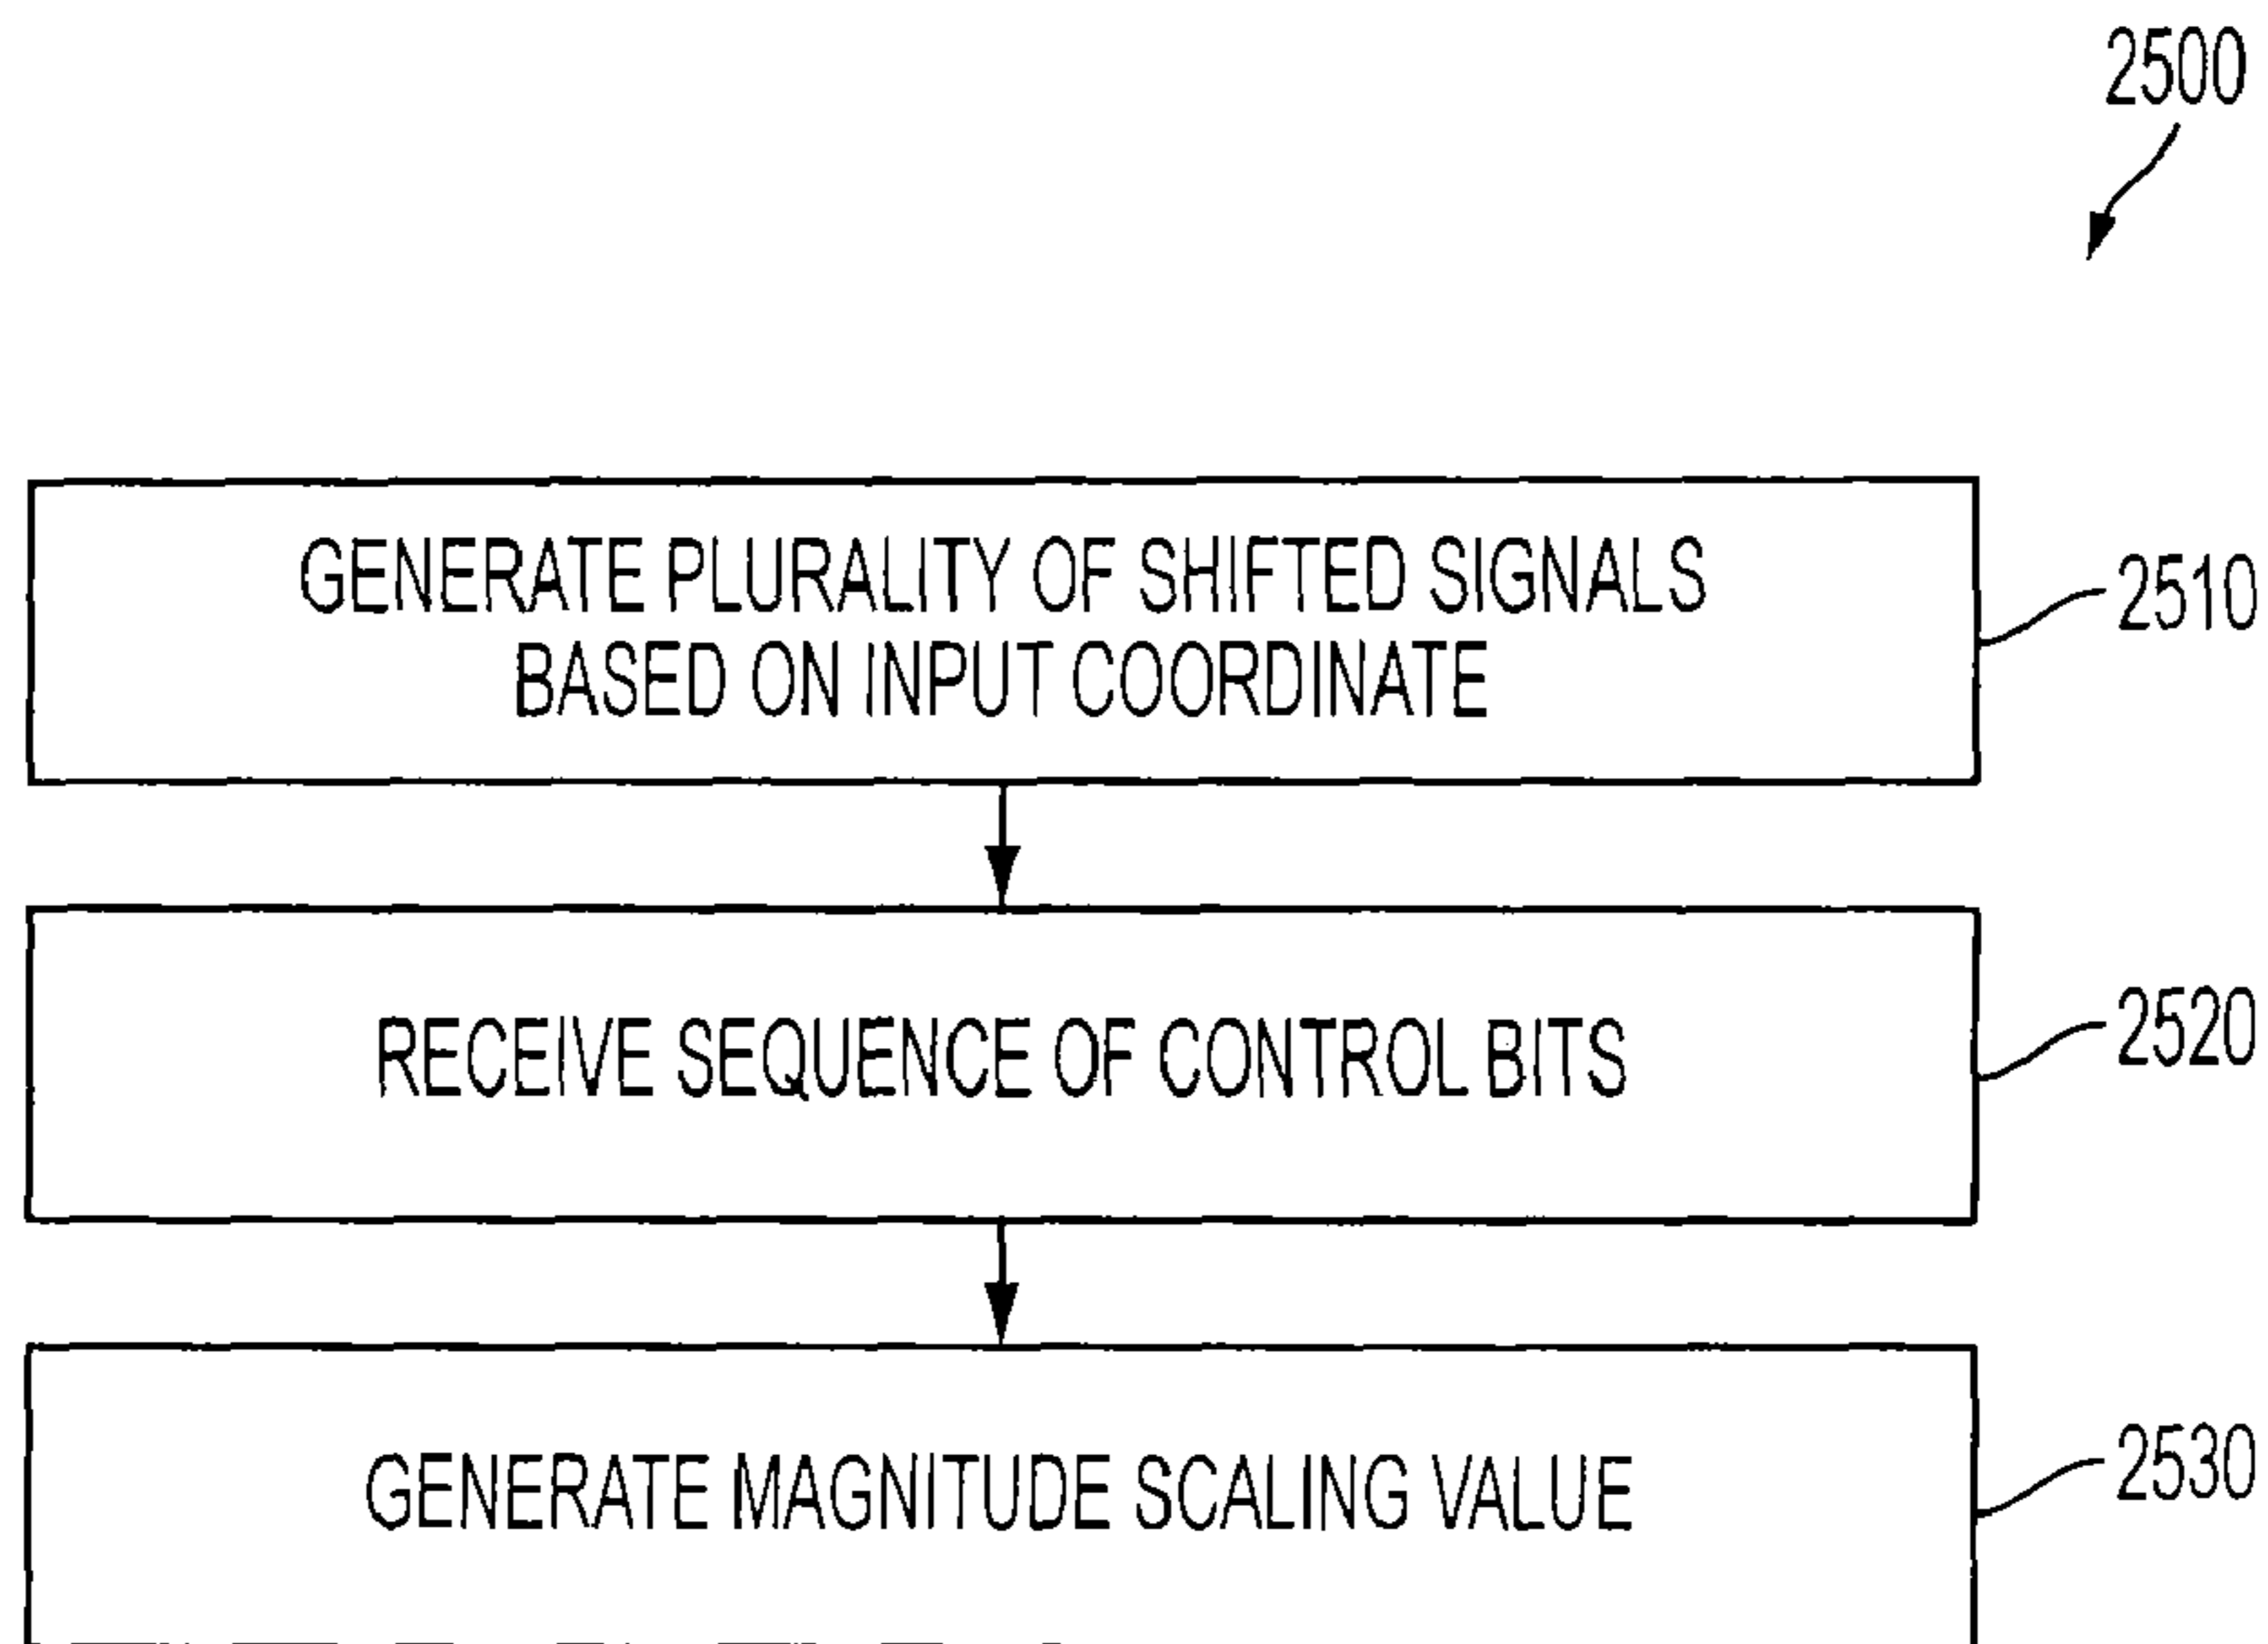 2500
GENERATE PLURALITY OF SHIFTED SIGNALS
BASED ON INPUT COORDINATE
2510
RECEIVE SEQUENCE OF CONTROL BITS
2520
GENERATE MAGNITUDE SCALING VALUE
2530